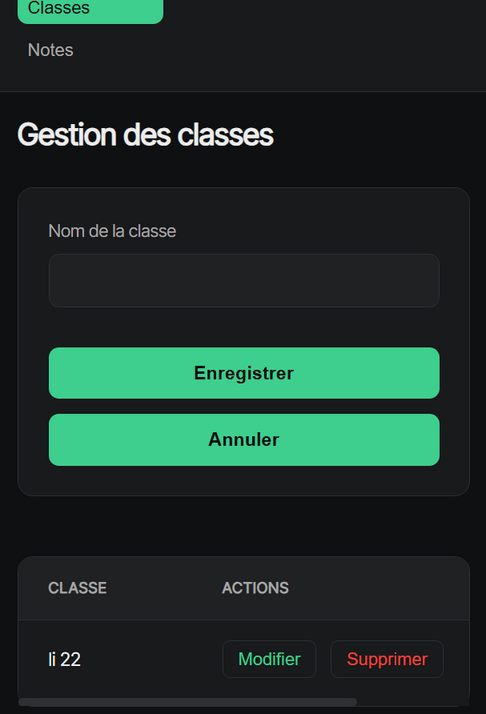 Classes
Notes
Gestion des classes
Nom de la classe
Enregistrer
Annuler
CLASSE ACTIONS
li 22 Modifier Supprimer